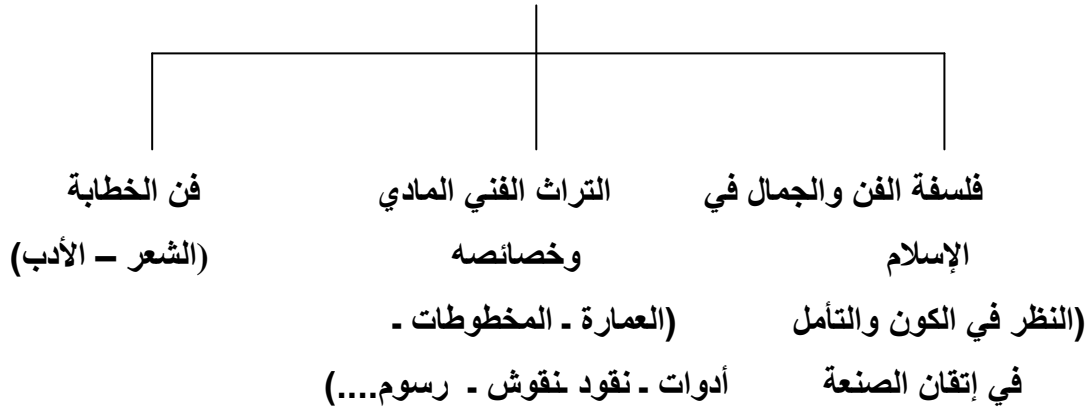 فلسفة الفن والجمال في
الإسلام
(النظر في الكون والتأمل
في إتقان الصنعة
التراث الفني المادي
وخصائصه
(العمارة ـ المخطوطات ـ
أدوات ـ نقود ـنقوش ـ رسوم....)
فن الخطابة
(الشعر – الأدب)